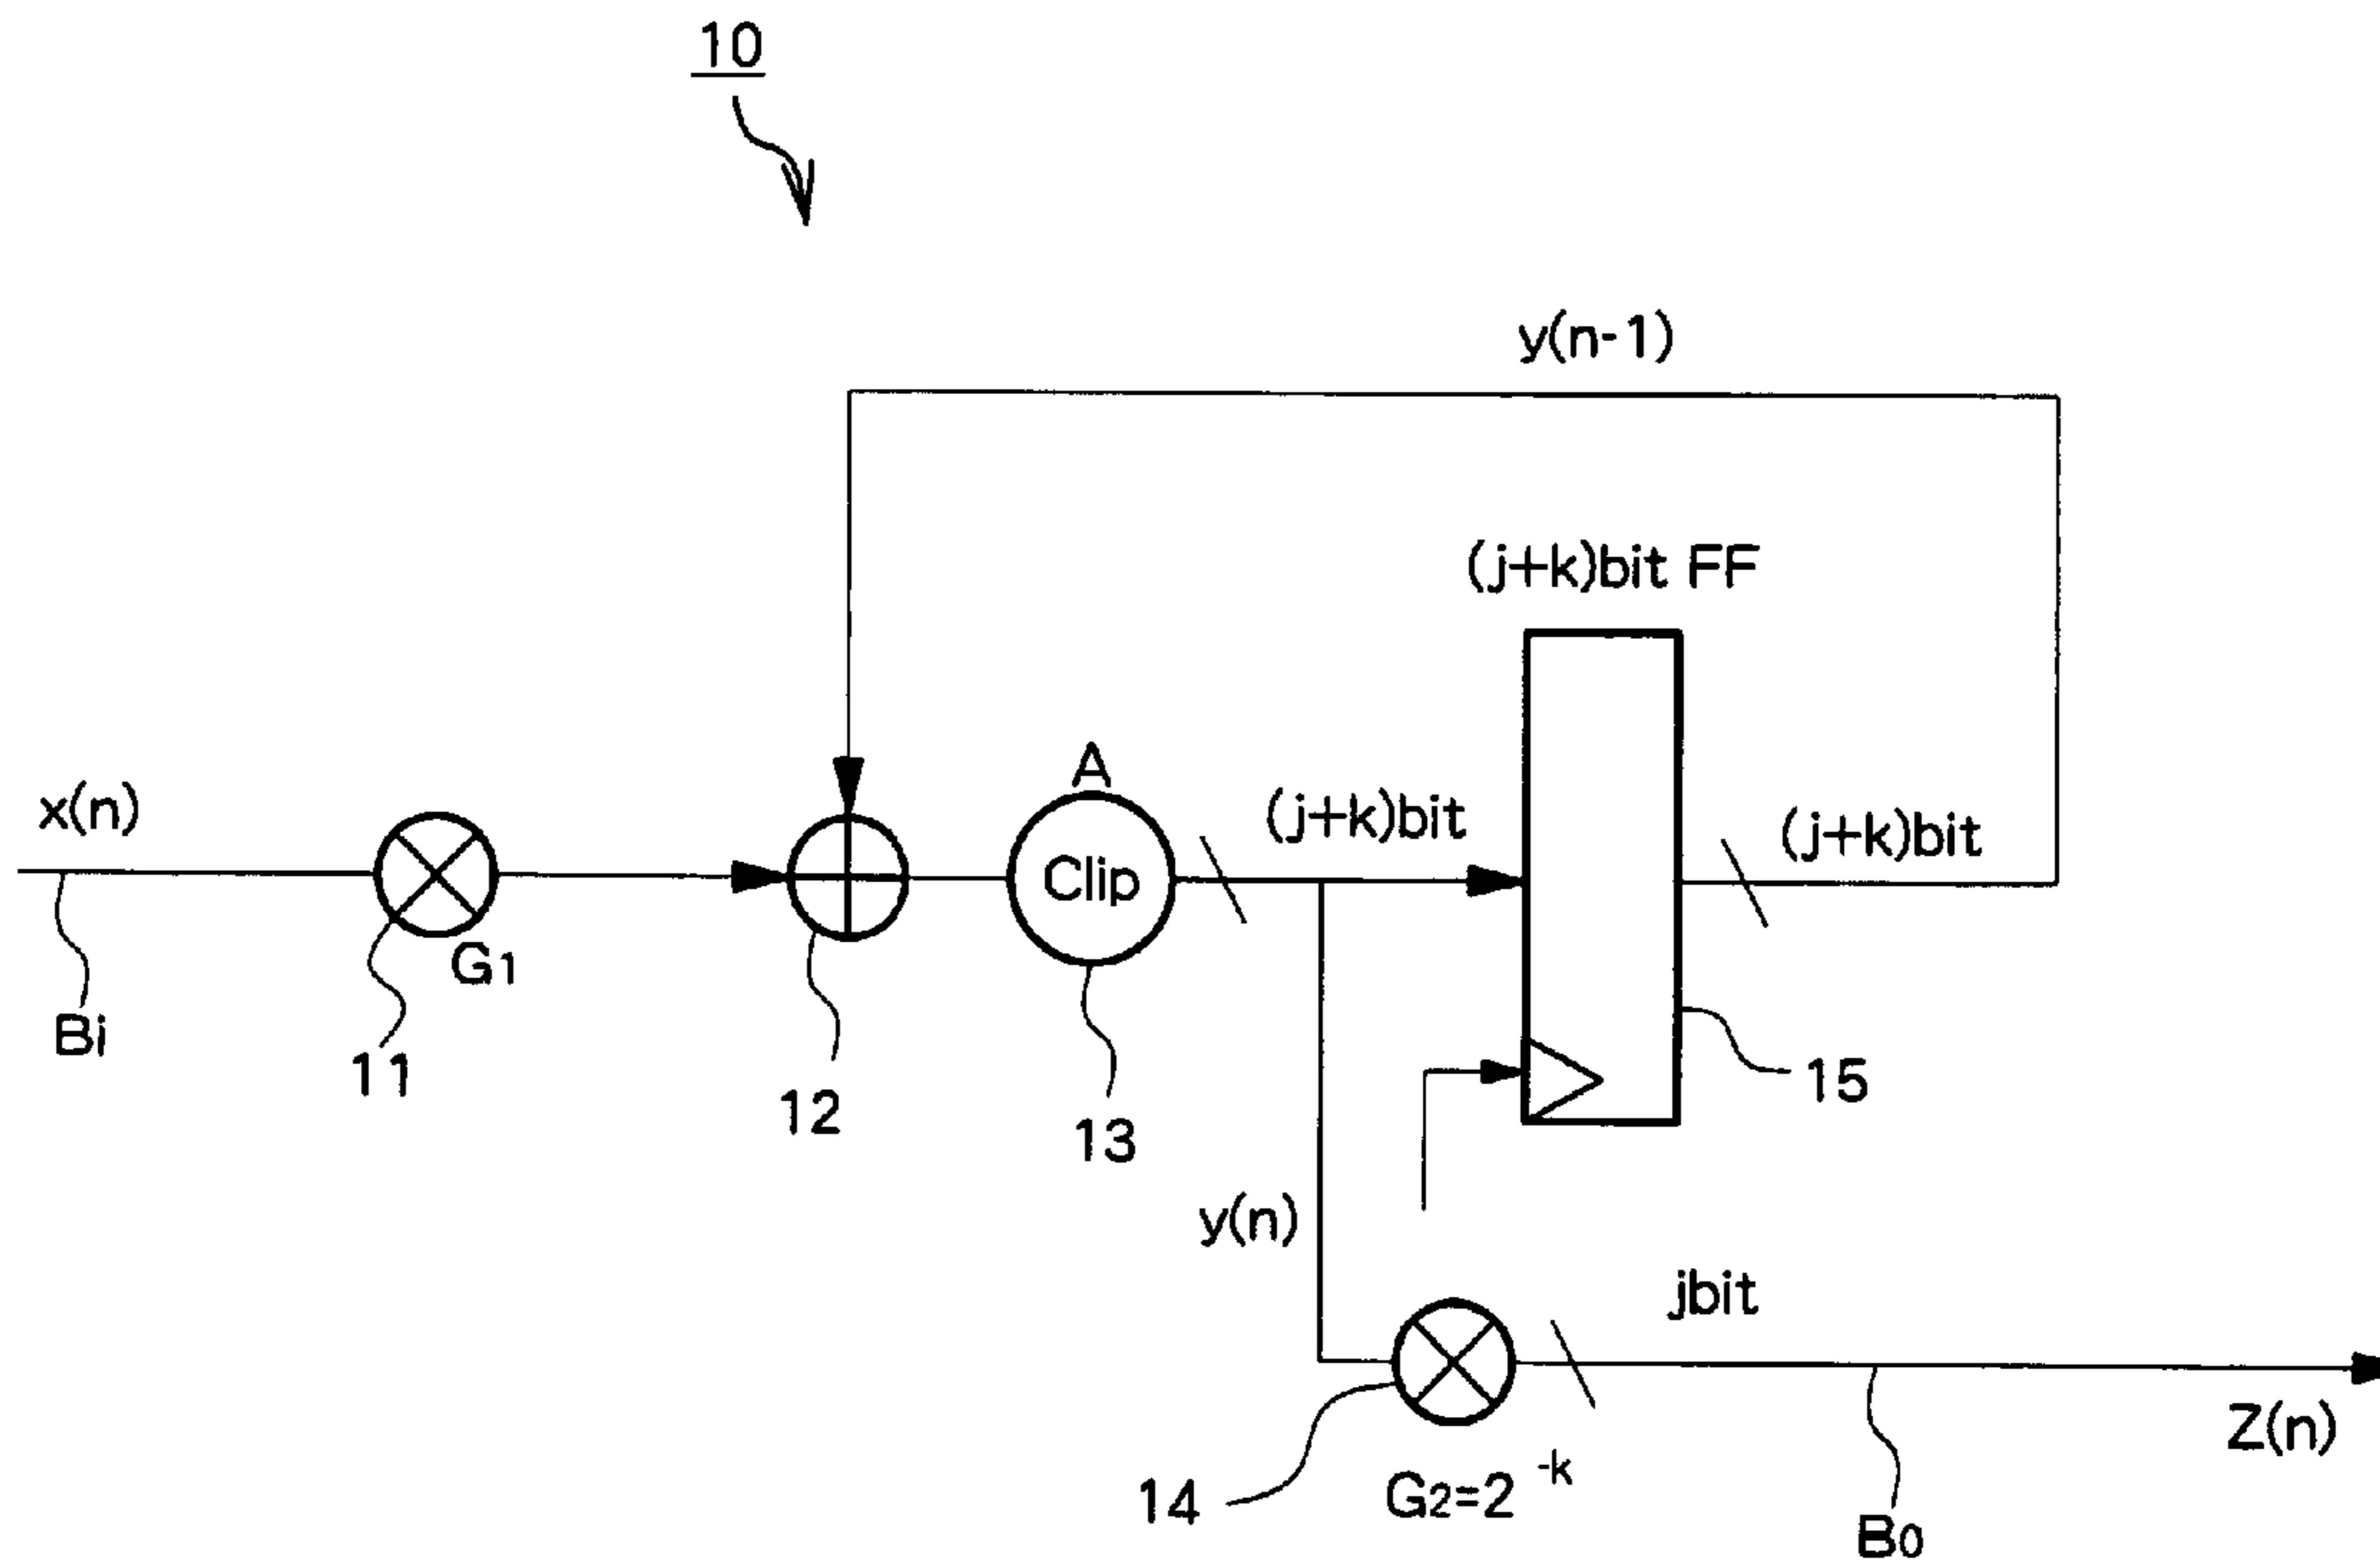 10
y(n-1)
(j+k)bit FF
A
x(n)
(j+k)bit
(j+k)bit
Clip
G1
Bi
11
12
13
15
y(n)
jbit
Z(n)
14
G2=2 -k
B0